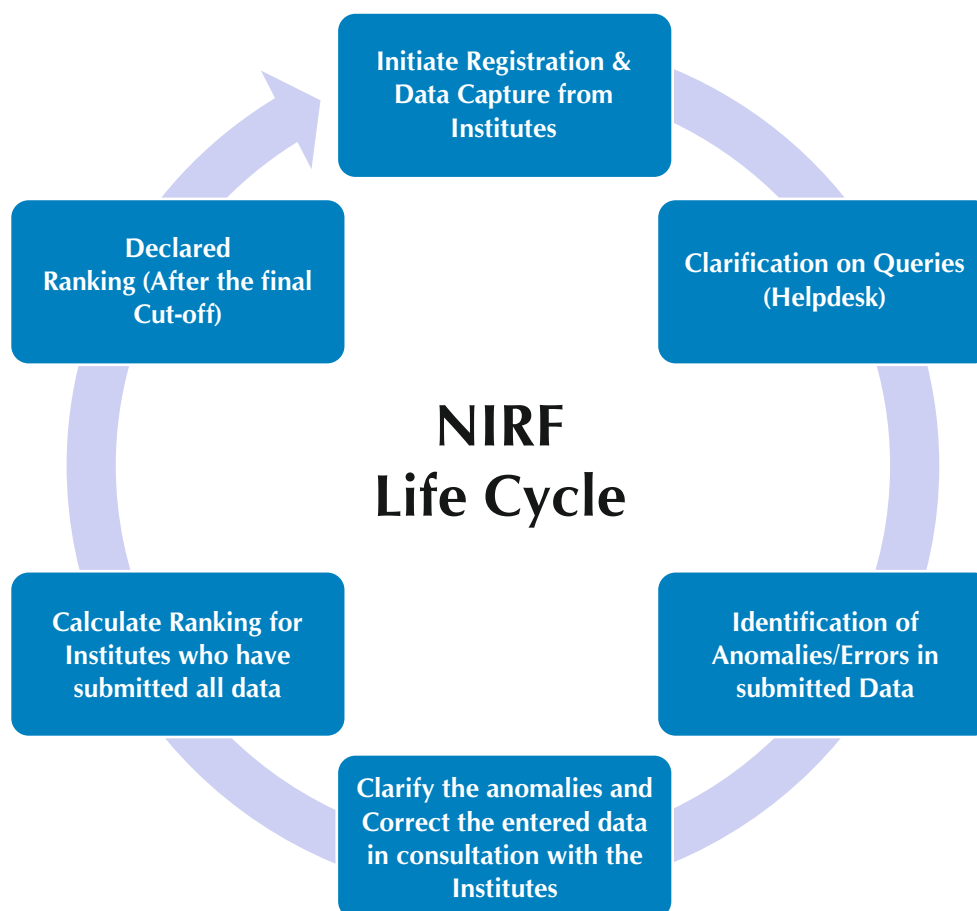 Initiate Registration &
Data Capture from
Institutes
Clarification on Queries
(Helpdesk)
Identification of
Anomalies/Errors in
submitted Data
Clarify the anomalies and
Correct the entered data
in consultation with the
Institutes
Calculate Ranking for
Institutes who have
submitted all data
Declared
Ranking (After the final
Cut-off)
NIRF
Life Cycle